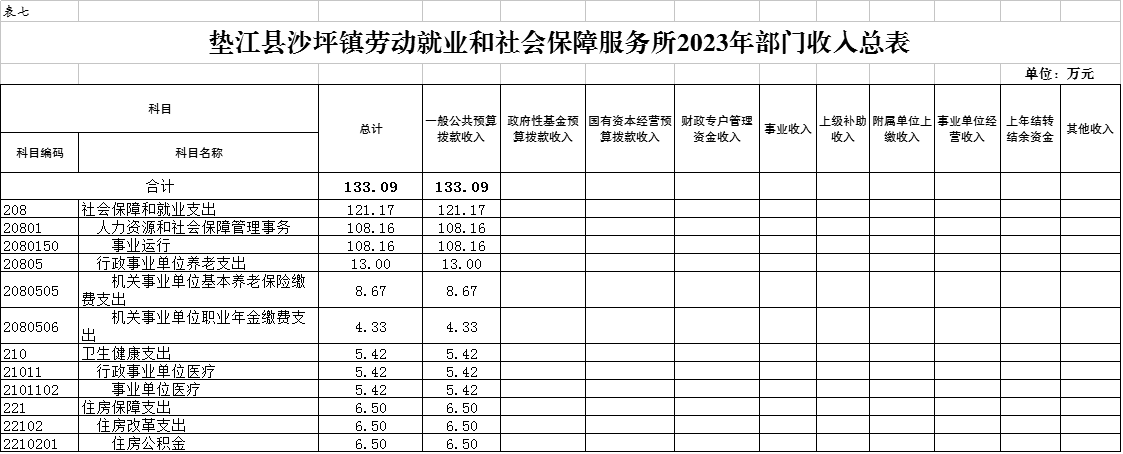 表七
垫江县沙坪镇劳动就业和社会保障服务所2023年部门收入总表
单位：万元
科目 总计 一般公共预算拨款收入 政府性基金预算拨款收入 国有资本经营预算拨款收入 财政专户管理资金收入 事业收入 上级补助收入 附属单位上缴收入 事业单位经营收入 上年结转结余资金 其他收入
科目编码 科目名称
合计 133.09 133.09
208 社会保障和就业支出 121.17 121.17
20801 人力资源和社会保障管理事务 108.16 108.16
2080150 事业运行 108.16 108.16
20805 行政事业单位养老支出 13.00 13.00
2080505 机关事业单位基本养老保险缴费支出 8.67 8.67
2080506 机关事业单位职业年金缴费支出 4.33 4.33
210 卫生健康支出 5.42 5.42
21011 行政事业单位医疗 5.42 5.42
2101102 事业单位医疗 5.42 5.42
221 住房保障支出 6.50 6.50
22102 住房改革支出 6.50 6.50
2210201 住房公积金 6.50 6.50